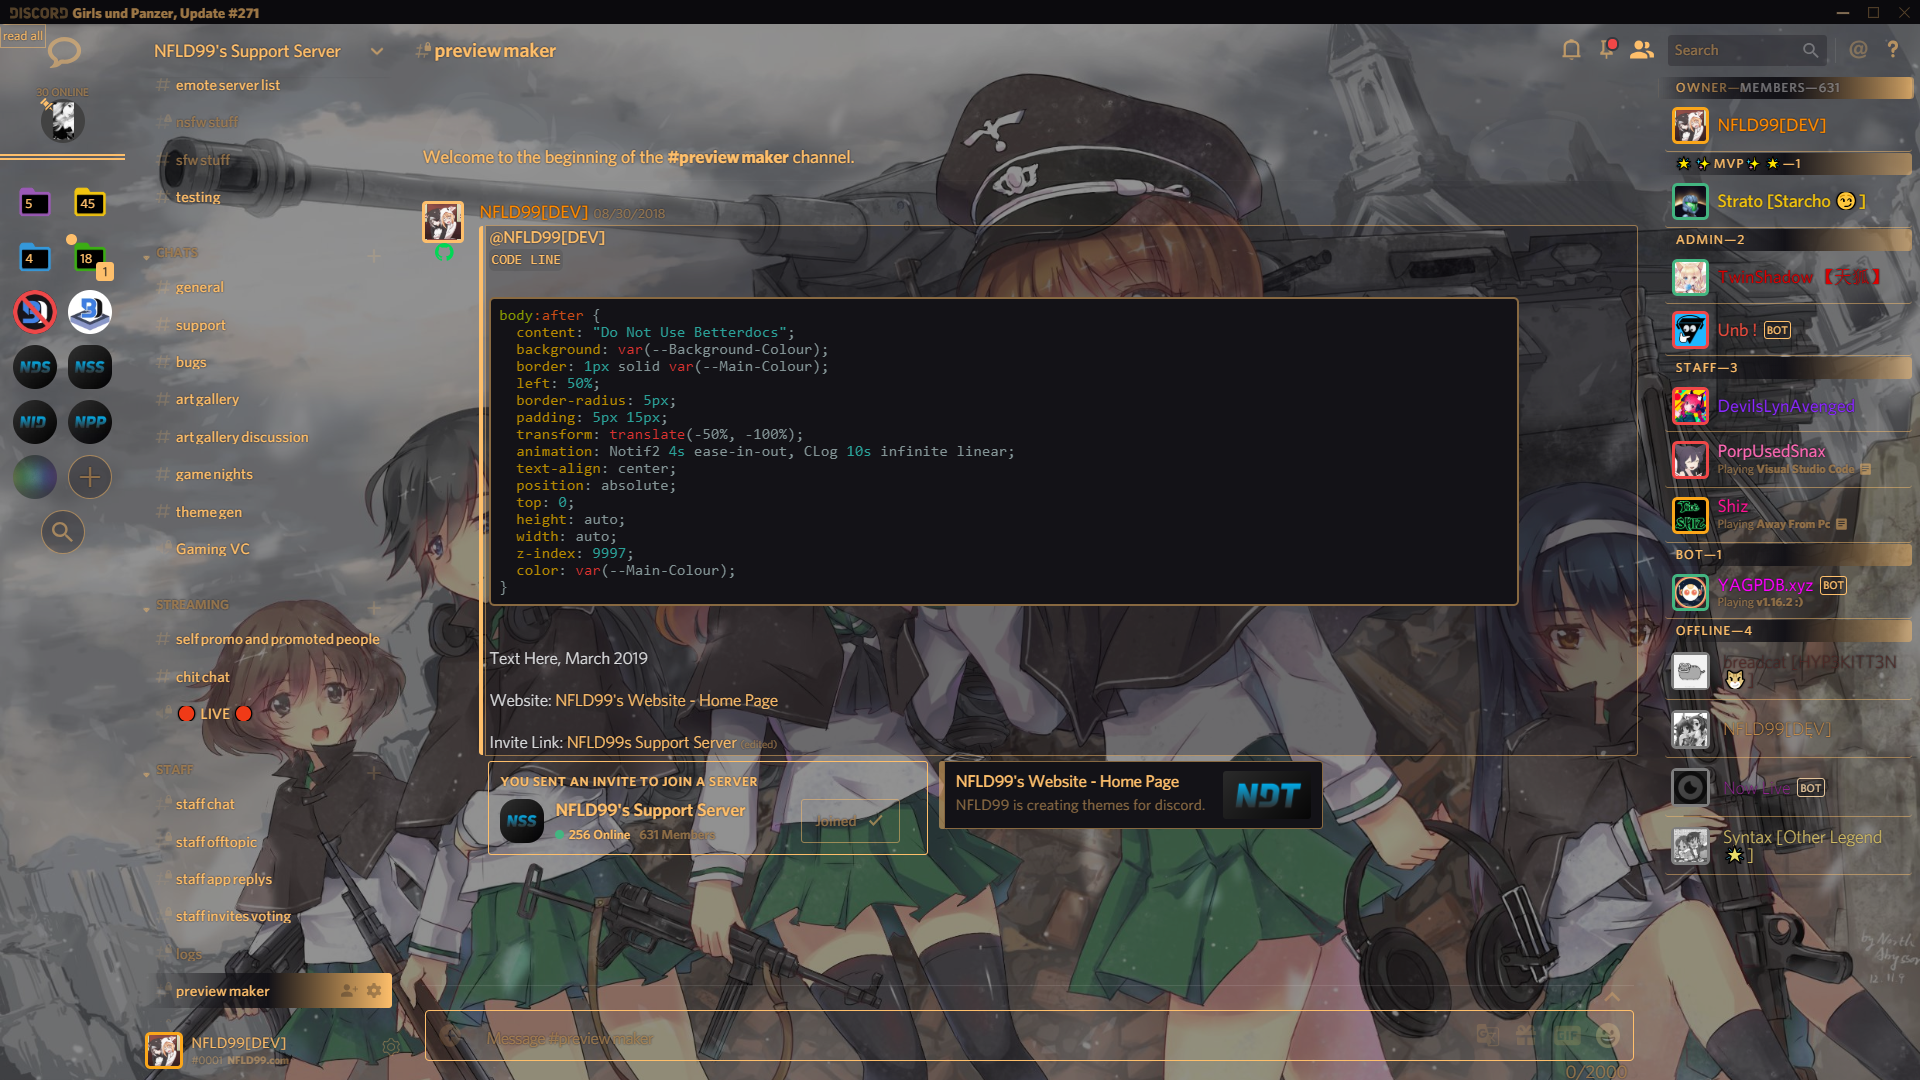 DISCORD Girls und Panzer, Update #271
read all
30 ONLINE
5
45
4
18
1
NDS
NSS
NID
NPP
NFLD99's Support Server
emote server list
nsfw stuff
sfw stuff
testing
CHATS
general
support
bugs
art gallery
art gallery discussion
game nights
theme gen
Gaming VC
STREAMING
self promo and promoted people
chit chat
🔴 LIVE 🔴
STAFF
staff chat
staff offtopic
staff app replys
staff invites voting
logs
preview maker
NFLD99[DEV]
#0001 NFLD99.com
# preview maker
Search
Welcome to the beginning of the #preview maker channel.
NFLD99[DEV] 08/30/2018
@NFLD99[DEV]
CODE LINE
body:after {
content: "Do Not Use Betterdocs";
background: var(--Background-Colour);
border: 1px solid var(--Main-Colour);
left: 50%;
border-radius: 5px;
padding: 5px 15px;
transform: translate(-50%, -100%);
animation: Notif2 4s ease-in-out, CLog 10s infinite linear;
text-align: center;
position: absolute;
top: 0;
height: auto;
width: auto;
z-index: 9997;
color: var(--Main-Colour);
}
Text Here, March 2019
Website: NFLD99's Website - Home Page
Invite Link: NFLD99s Support Server (edited)
YOU SENT AN INVITE TO JOIN A SERVER
NSS
NFLD99's Support Server
256 Online 631 Members
Joined
NFLD99's Website - Home Page
NFLD99 is creating themes for discord.
NDT
Message #preview maker
GIF
0/2000
OWNER—MEMBERS—631
NFLD99[DEV]
🌟✨MVP✨🌟—1
Strato [Starcho 😏]
ADMIN—2
TwinShadow 【天狐】
Unb ! BOT
STAFF—3
DevilsLynAvenged
PorpUsedSnax
Playing Visual Studio Code
Shiz
Playing Away From Pc
BOT—1
YAGPDB.xyz BOT
Playing v1.16.2 :)
OFFLINE—4
breadcat [HYP3KITT3N
NFLD99[DEV]
Now Live BOT
Syntax [Other Legend
🌟]